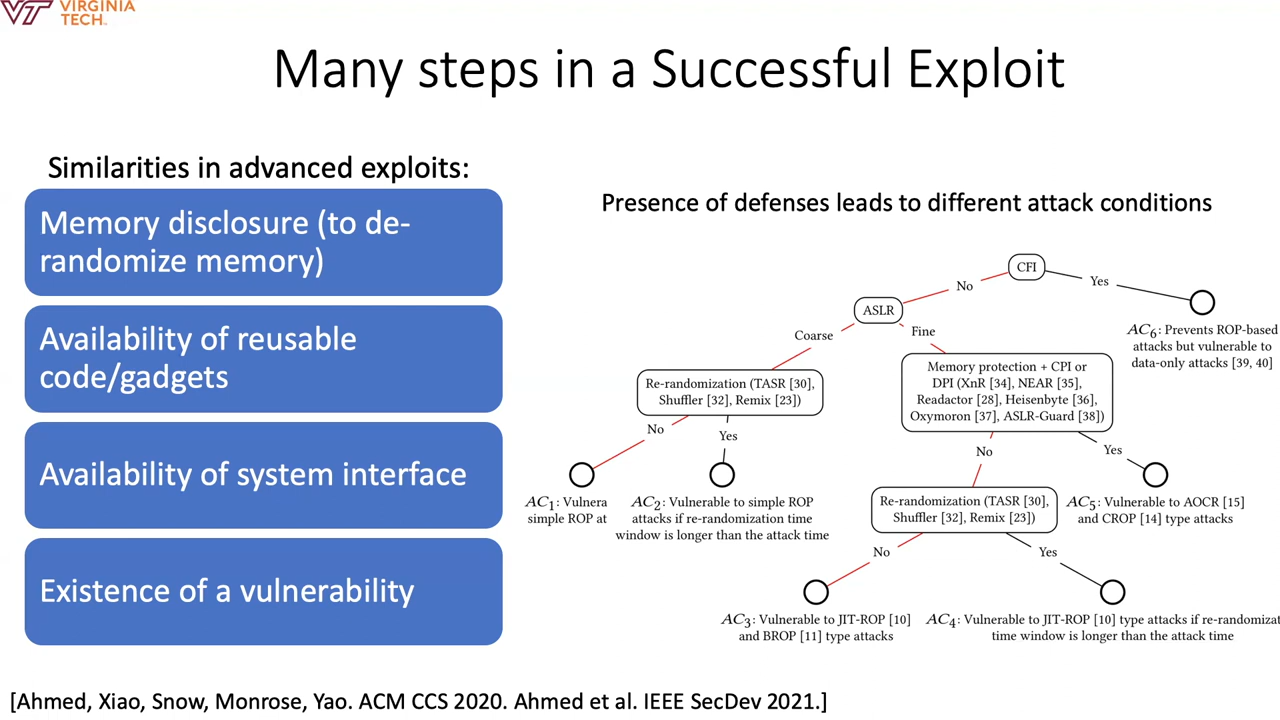 VIRGINIA
TECH
Many steps in a Successful Exploit
Similarities in advanced exploits:
Memory disclosure (to de-
randomize memory)
Availability of reusable
code/gadgets
Availability of system interface
Existence of a vulnerability
Presence of defenses leads to different attack conditions
CFI
No
Yes
ASLR
AC6: Prevents ROP-based
attacks but vulnerable to
data-only attacks [39, 40]
Coarse
Fine
Re-randomization (TASR [30],
Shuffler [32], Remix [23])
Memory protection + CPI or
DPI (XnR [34], NEAR [35],
Readactor [28], Heisenbyte [36],
Oxymoron [37], ASLR-Guard [38])
No
Yes
No
Yes
AC1: Vulnera
simple ROP at
AC2: Vulnerable to simple ROP
attacks if re-randomization time
window is longer than the attack time
Re-randomization (TASR [30],
Shuffler [32], Remix [23])
AC5: Vulnerable to AOCR [15]
and CROP [14] type attacks
No
Yes
AC3: Vulnerable to JIT-ROP [10]
and BROP [11] type attacks
AC4: Vulnerable to JIT-ROP [10] type attacks if re-randomizat
time window is longer than the attack time
[Ahmed, Xiao, Snow, Monrose, Yao. ACM CCS 2020. Ahmed et al. IEEE SecDev 2021.]